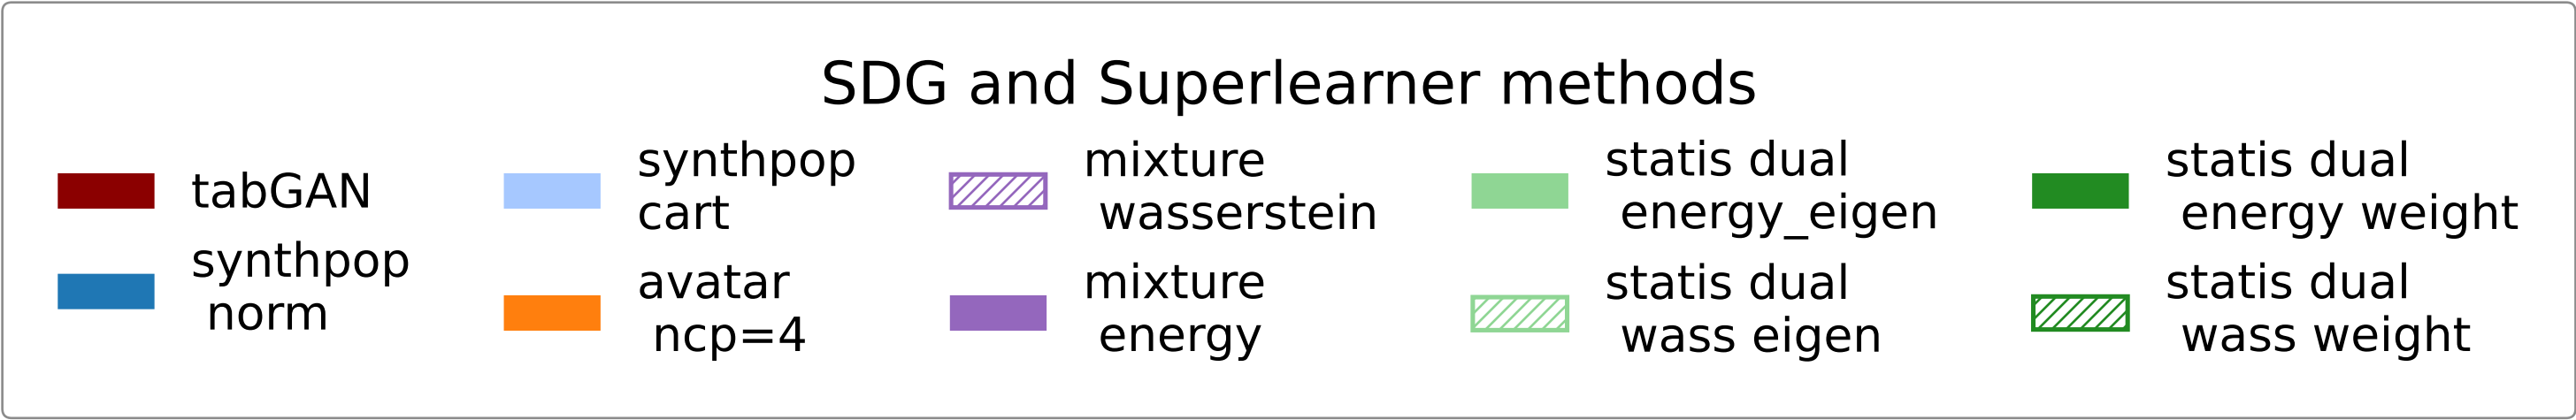 SDG and Superlearner methods
tabGAN
synthpop
norm
synthpop
cart
avatar
ncp=4
mixture
wasserstein
mixture
energy
statis dual
energy_eigen
statis dual
wass eigen
statis dual
energy weight
statis dual
wass weight